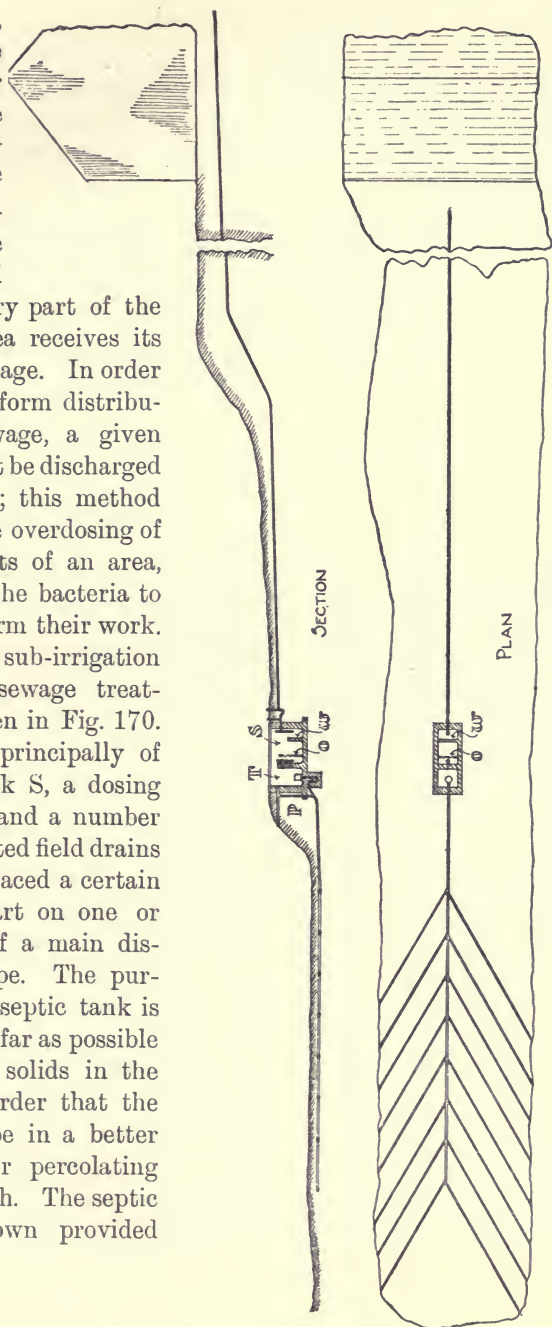 ry part of the
ea receives its
age. In order
form distribu-
vage, a given
t be discharged
; this method
e overdosing of
ts of an area,
he bacteria to
rm their work.
sub-irrigation
sewage treat-
en in Fig. 170.
principally of
k S, a dosing
and a number
ted field drains
aced a certain
art on one or
f a main dis-
pe. The pur-
septic tank is
far as possible
solids in the
rder that the
be in a better
r percolating
h. The septic
own provided
SECTION
T
S
P
o
w
PLAN
o
w